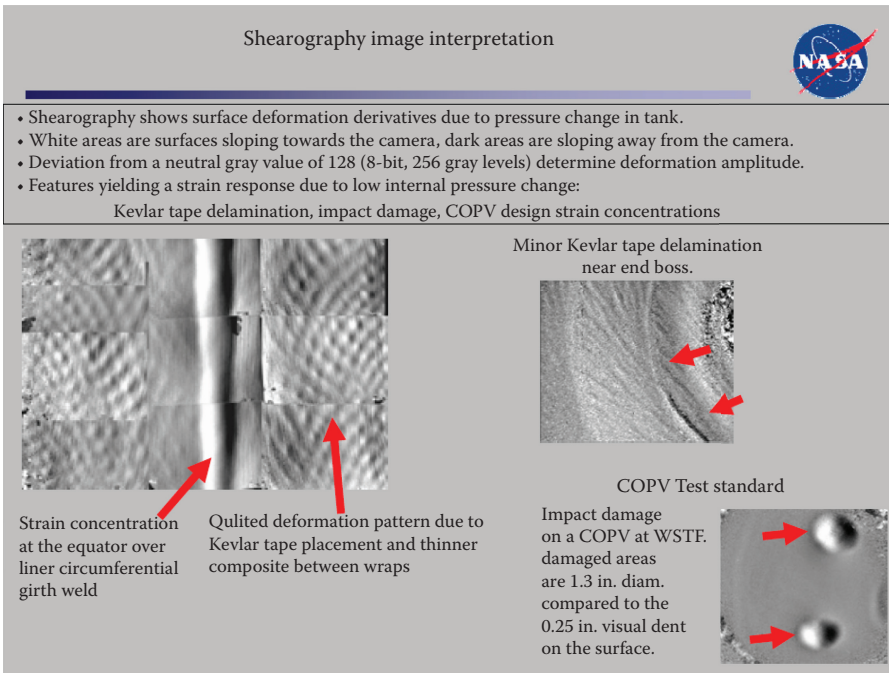 Shearography image interpretation
NASA
• Shearography shows surface deformation derivatives due to pressure change in tank.
• White areas are surfaces sloping towards the camera, dark areas are sloping away from the camera.
• Deviation from a neutral gray value of 128 (8-bit, 256 gray levels) determine deformation amplitude.
• Features yielding a strain response due to low internal pressure change:
Kevlar tape delamination, impact damage, COPV design strain concentrations
Minor Kevlar tape delamination
near end boss.
Strain concentration
at the equator over
liner circumferential
girth weld
Qulited deformation pattern due to
Kevlar tape placement and thinner
composite between wraps
COPV Test standard
Impact damage
on a COPV at WSTF.
damaged areas
are 1.3 in. diam.
compared to the
0.25 in. visual dent
on the surface.